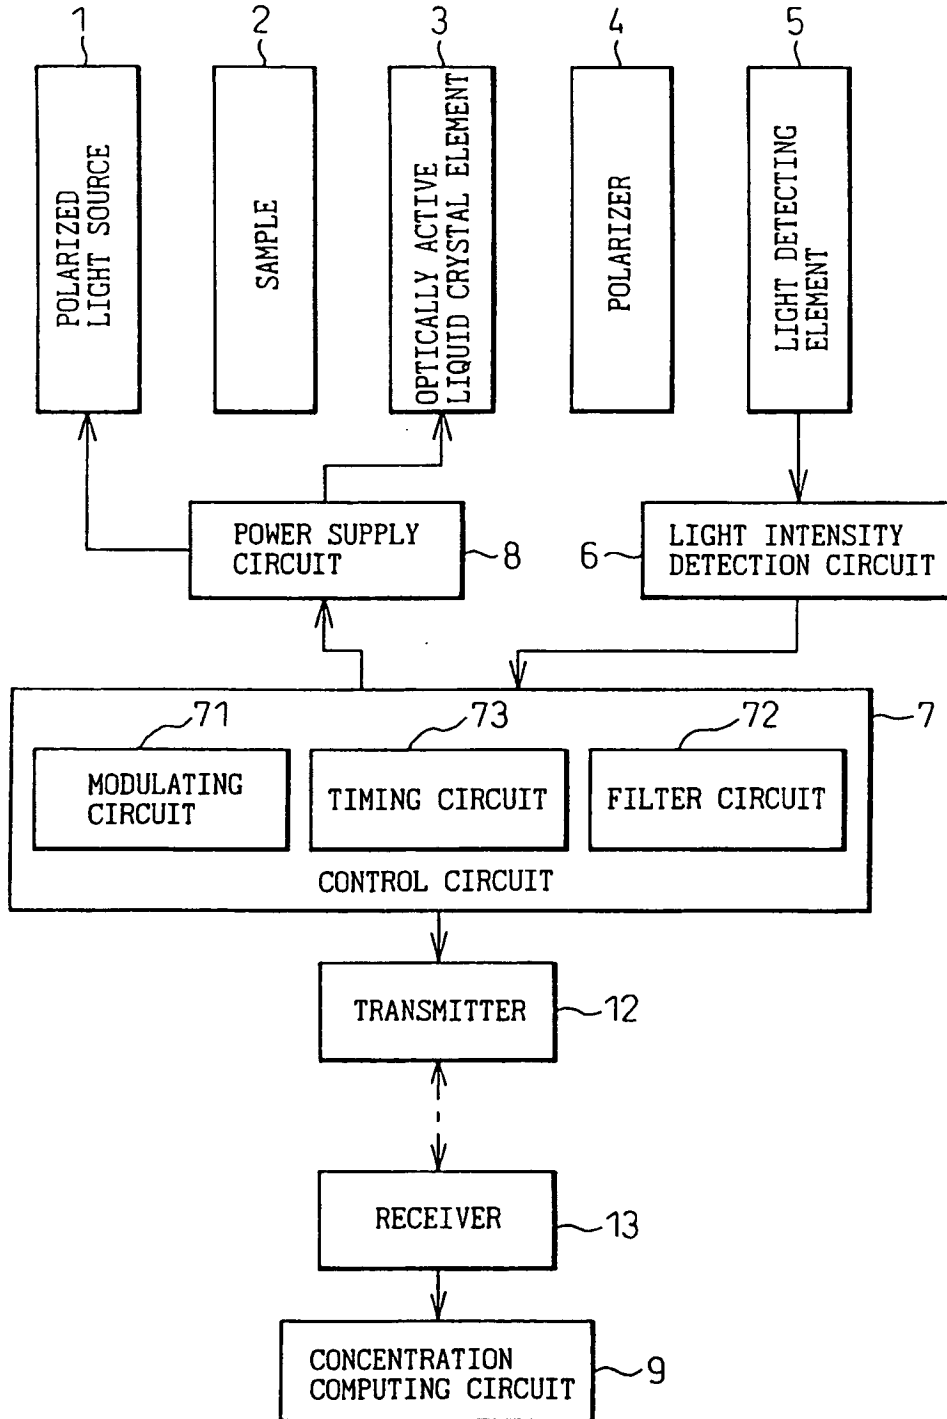 1
2
3
4
5
POLARIZED
LIGHT SOURCE
SAMPLE
OPTICALLY ACTIVE
LIQUID CRYSTAL ELEMENT
POLARIZER
LIGHT DETECTING
ELEMENT
POWER SUPPLY
CIRCUIT
8
6
LIGHT INTENSITY
DETECTION CIRCUIT
71
73
72
7
MODULATING
CIRCUIT
TIMING CIRCUIT
FILTER CIRCUIT
CONTROL CIRCUIT
TRANSMITTER
12
RECEIVER
13
CONCENTRATION
COMPUTING CIRCUIT
9